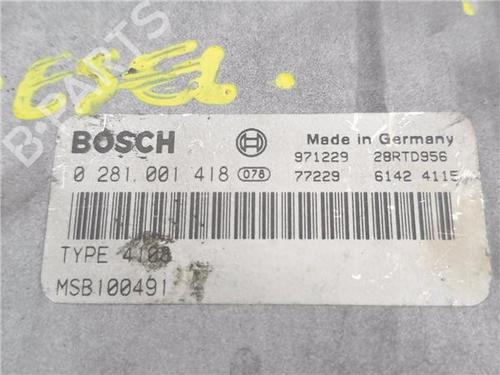 B-PARTS
BOSCH Made in Germany
0 281 001 418 078 971229 28RTD956
77229 6142 4115
TYPE 4108
MSB100491